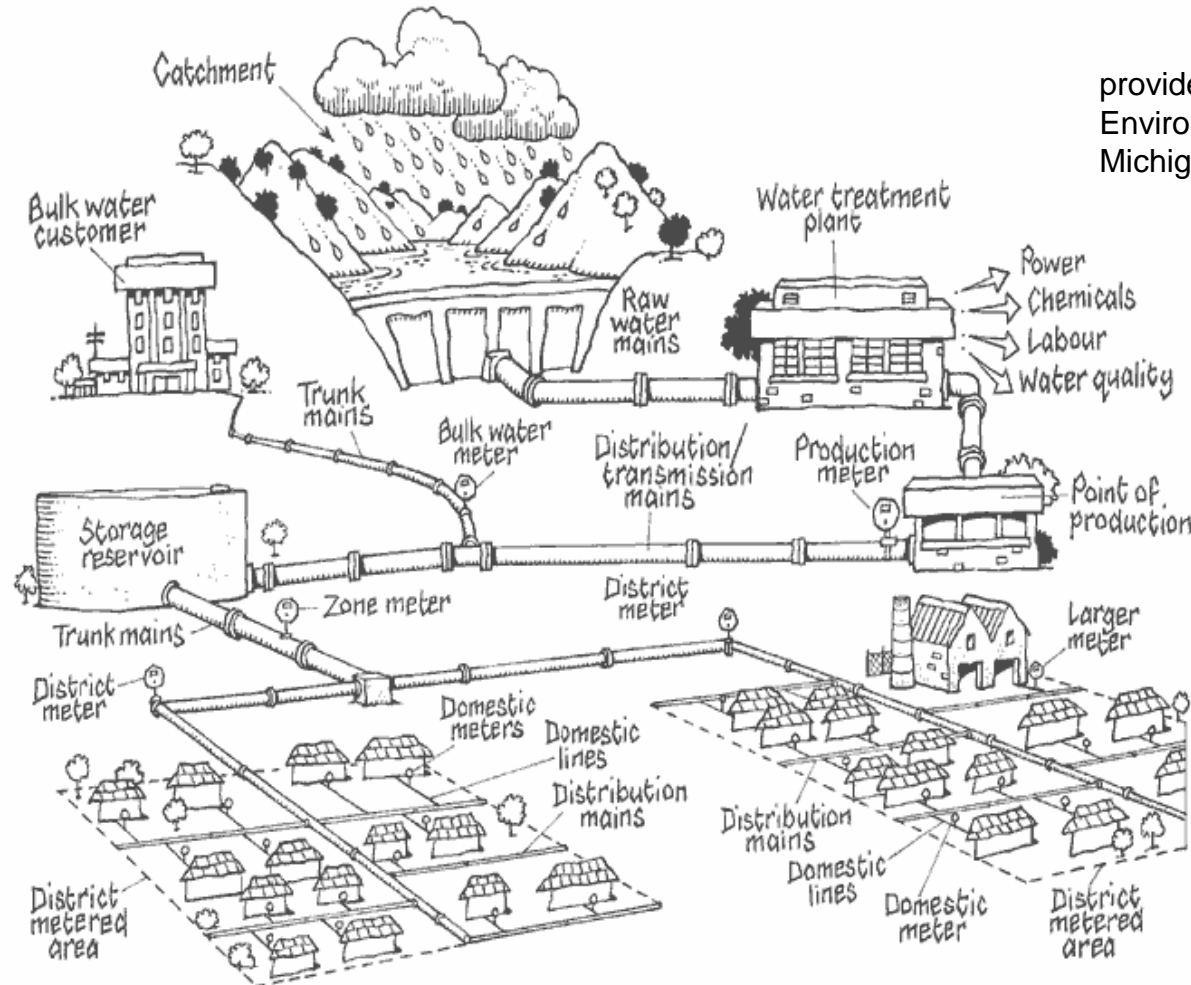 Catchment
provide
Enviro
Michig
Bulk water
customer
Water treatment
plant
Power
Chemicals
Labour
Water quality
Raw
water
mains
Trunk
mains
Bulk water
meter
Distribution
transmission
mains
Production
meter
Point of
production
Storage
reservoir
Zone meter
District
meter
Larger
meter
Trunk mains
District
meter
Domestic
meters
Domestic
lines
Distribution
mains
Distribution
mains
Domestic
lines
Domestic
meter
District
metered
area
District
metered
area